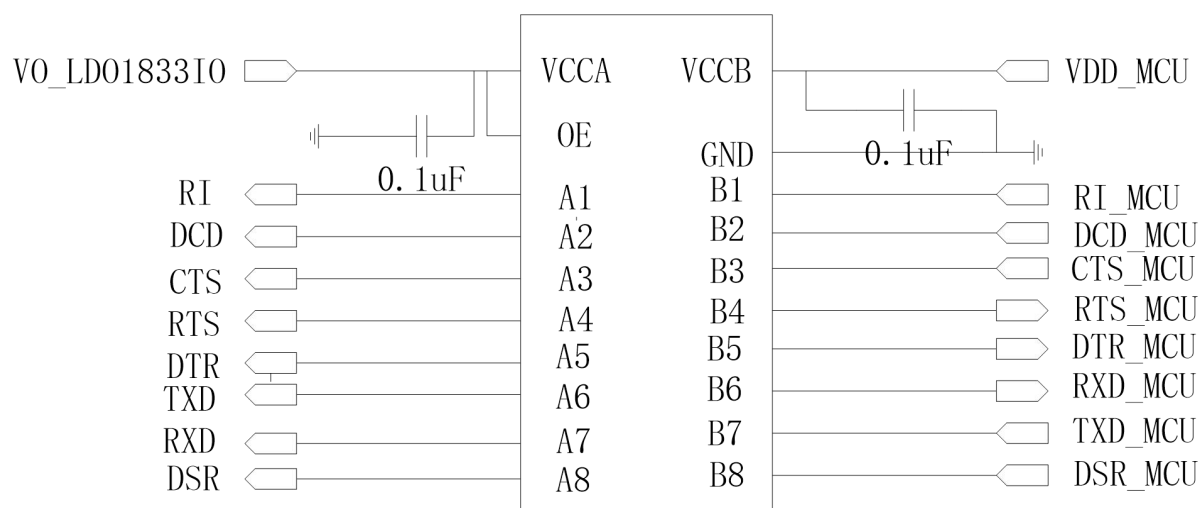 VO_LDO1833IO VCCA VCCB VDD_MCU
OE
0.1uF GND 0.1uF
RI A1 B1 RI_MCU
DCD A2 B2 DCD_MCU
CTS A3 B3 CTS_MCU
RTS A4 B4 RTS_MCU
DTR A5 B5 DTR_MCU
TXD A6 B6 RXD_MCU
RXD A7 B7 TXD_MCU
DSR A8 B8 DSR_MCU